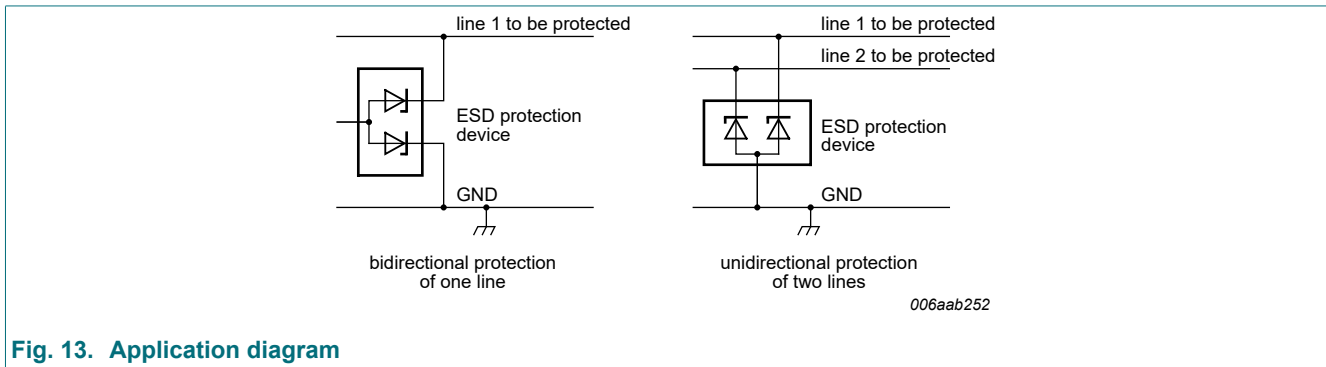 line 1 to be protected
ESD protection
device
GND
bidirectional protection
of one line
line 1 to be protected
line 2 to be protected
ESD protection
device
GND
unidirectional protection
of two lines
006aab252
Fig. 13. Application diagram